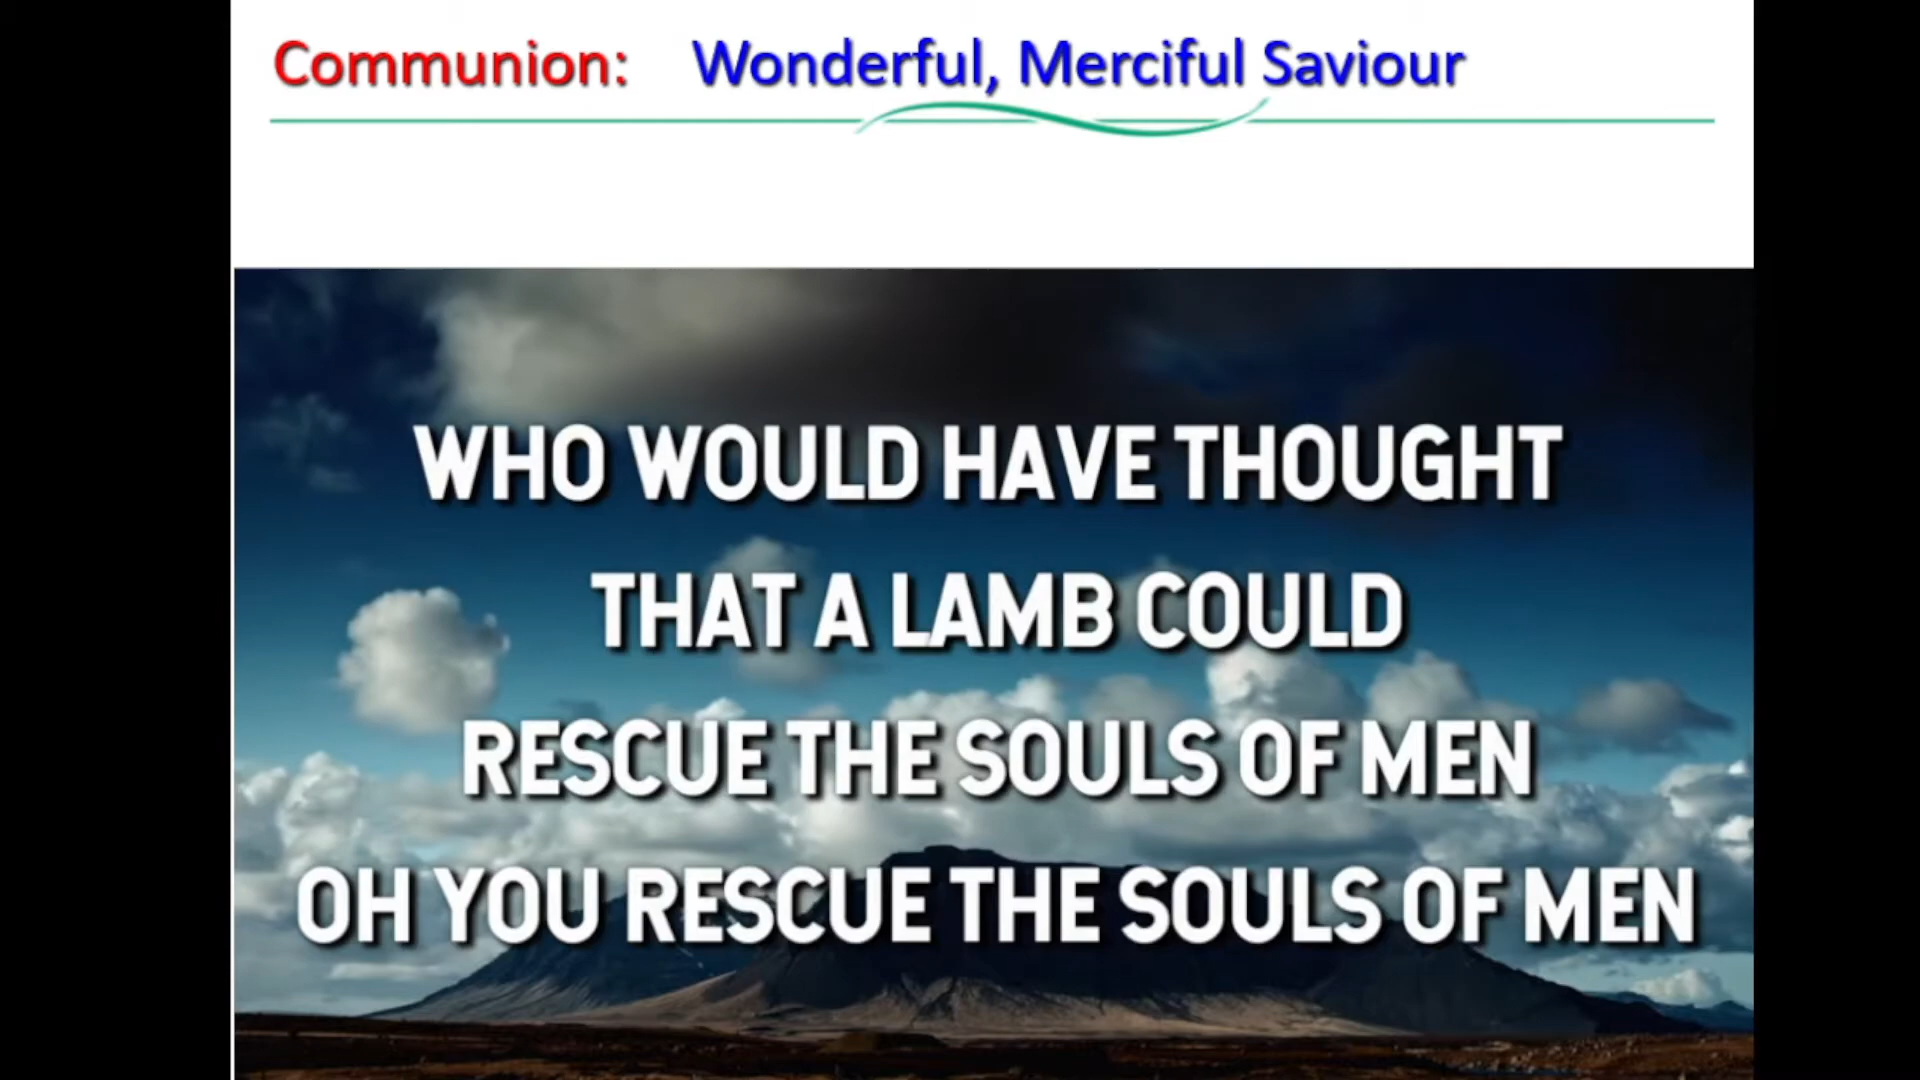 Communion: Wonderful, Merciful Saviour
WHO WOULD HAVE THOUGHT
THAT A LAMB COULD
RESCUE THE SOULS OF MEN
OH YOU RESCUE THE SOULS OF MEN